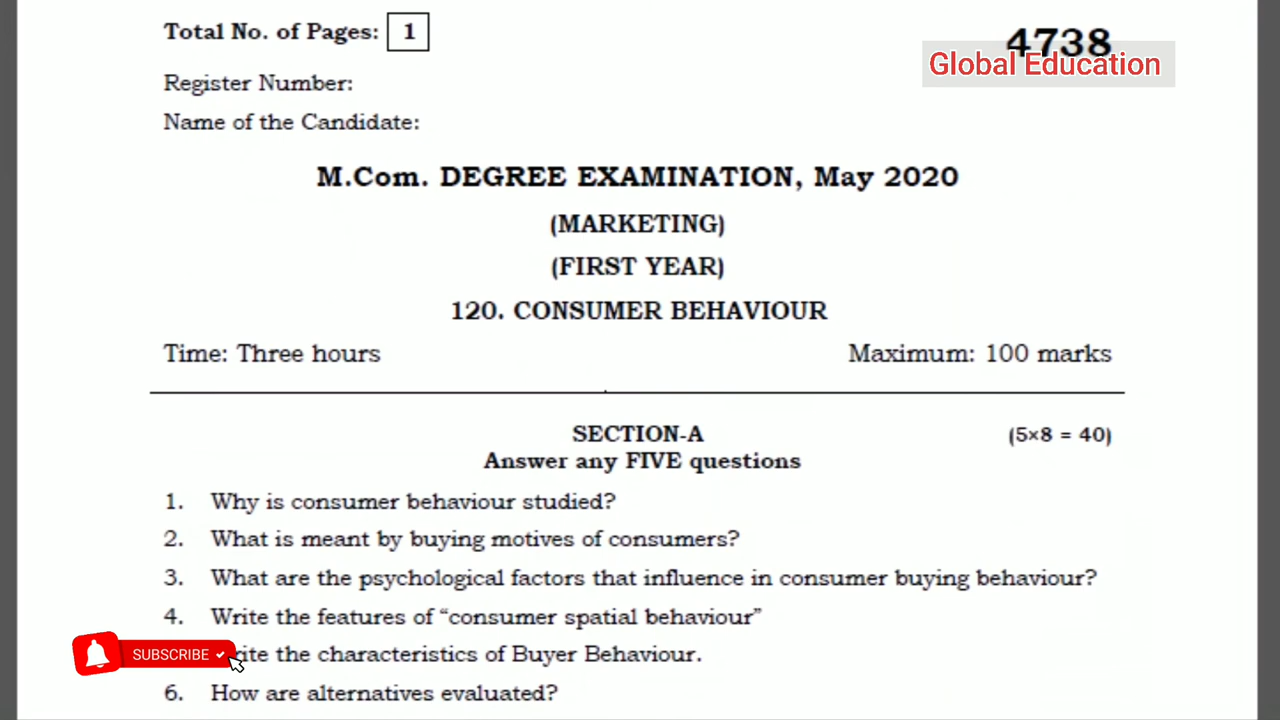 Total No. of Pages: 1
4738
Global Education
Register Number:
Name of the Candidate:
M.Com. DEGREE EXAMINATION, May 2020
(MARKETING)
(FIRST YEAR)
120. CONSUMER BEHAVIOUR
Time: Three hours Maximum: 100 marks
SECTION-A (5×8 = 40)
Answer any FIVE questions
1. Why is consumer behaviour studied?
2. What is meant by buying motives of consumers?
3. What are the psychological factors that influence in consumer buying behaviour?
4. Write the features of “consumer spatial behaviour”
SUBSCRIBE
the characteristics of Buyer Behaviour.
6. How are alternatives evaluated?